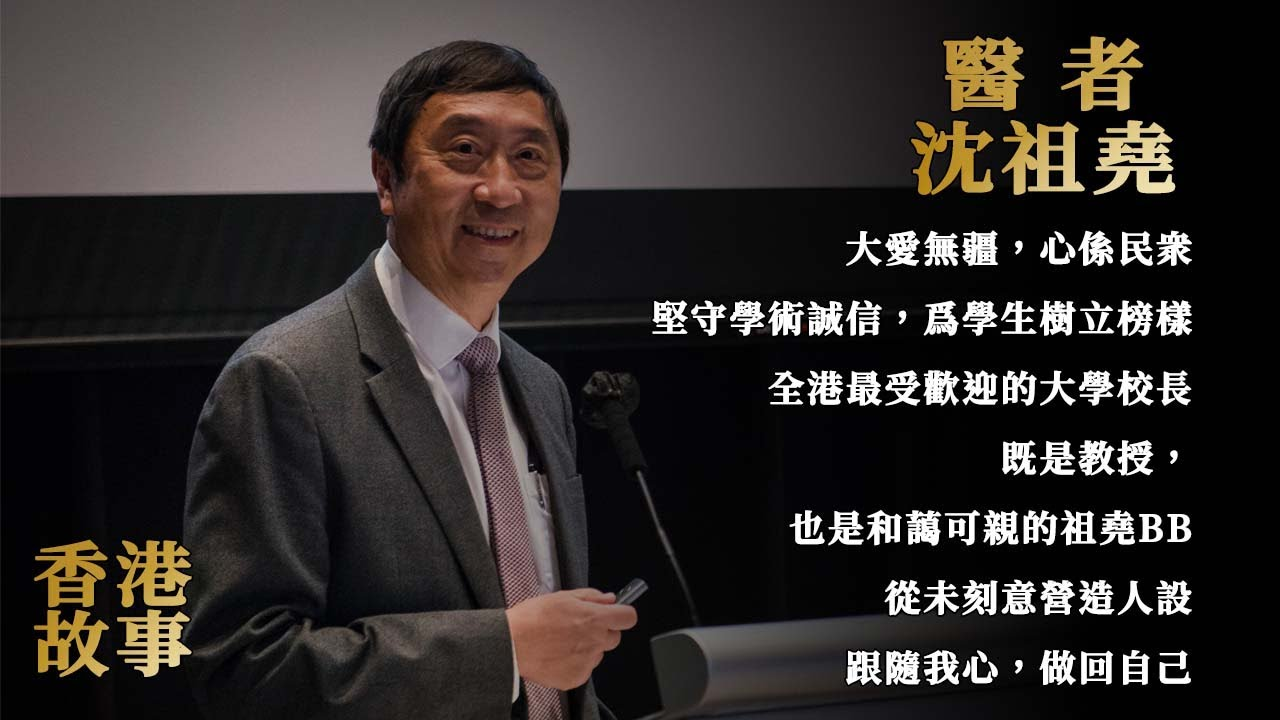 醫者
沈祖堯
大愛無疆，心係民衆
堅守學術誠信，爲學生樹立榜樣
全港最受歡迎的大學校長
既是教授，
也是和藹可親的祖堯BB
從未刻意營造人設
跟隨我心，做回自己
香港
故事